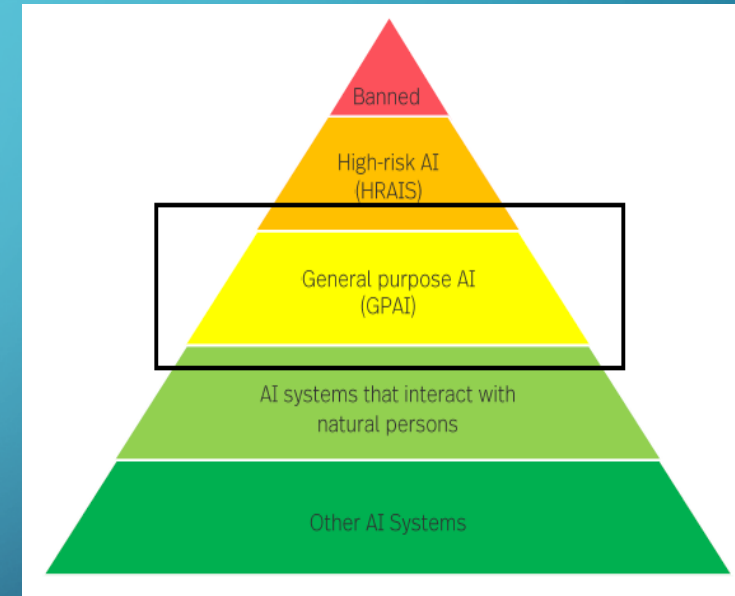 Banned
High-risk AI
(HRAIS)
General purpose AI
(GPAI)
AI systems that interact with
natural persons
Other AI Systems